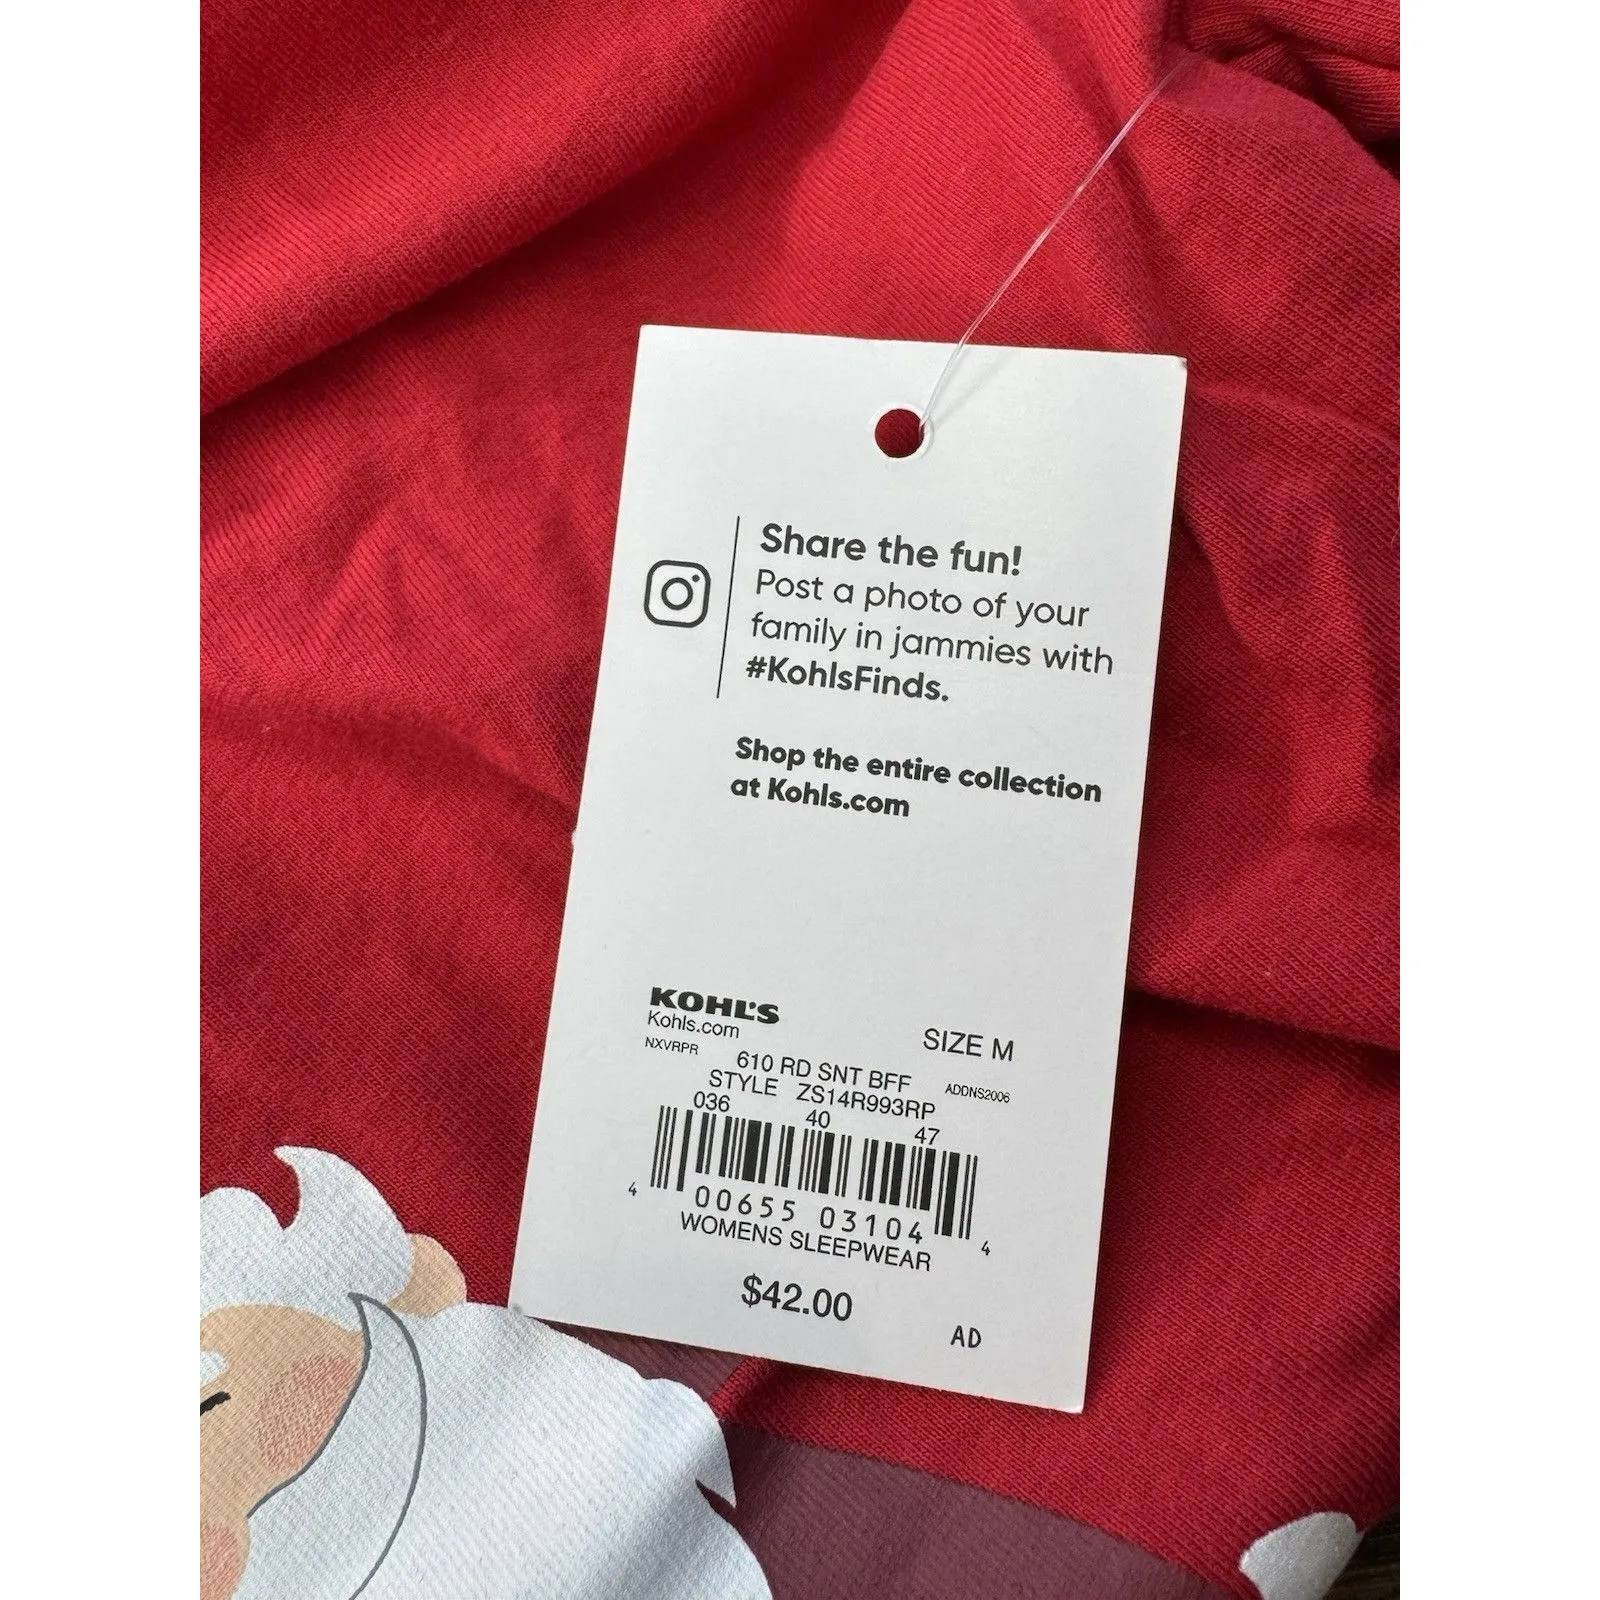 Share the fun!
Post a photo of your
family in jammies with
#KohlsFinds.
Shop the entire collection
at Kohls.com
KOHL'S
Kohls.com
SIZE M
NXVRPR
610 RD SNT BFF
ADDNS2006
STYLE ZS14R993RP
036 40 47
4 00655 03104 4
WOMENS SLEEPWEAR
$42.00
AD